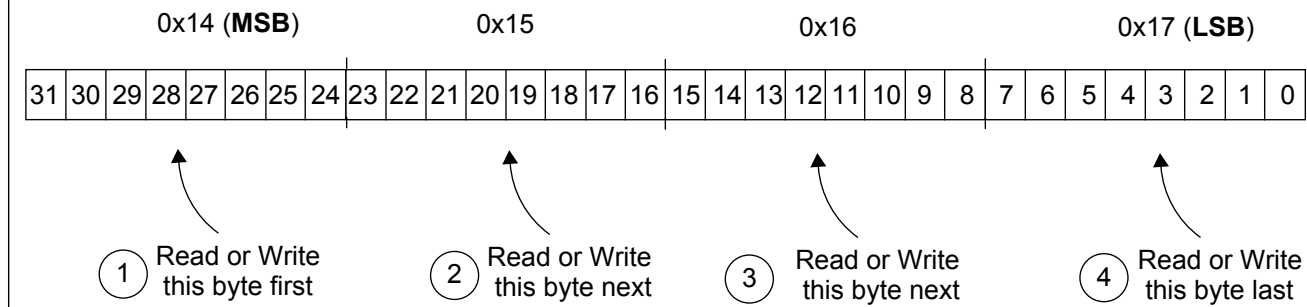 0x14 (MSB) 0x15 0x16 0x17 (LSB)
31 30 29 28 27 26 25 24 23 22 21 20 19 18 17 16 15 14 13 12 11 10 9 8 7 6 5 4 3 2 1 0
1 Read or Write this byte first
2 Read or Write this byte next
3 Read or Write this byte next
4 Read or Write this byte last